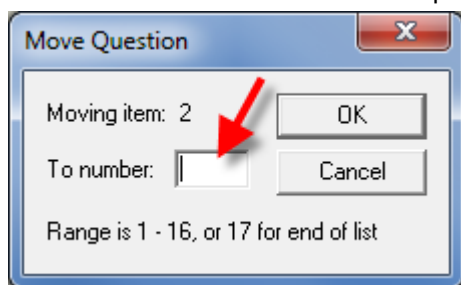 Move Question
Moving item: 2
OK
To number:
Cancel
Range is 1 - 16, or 17 for end of list